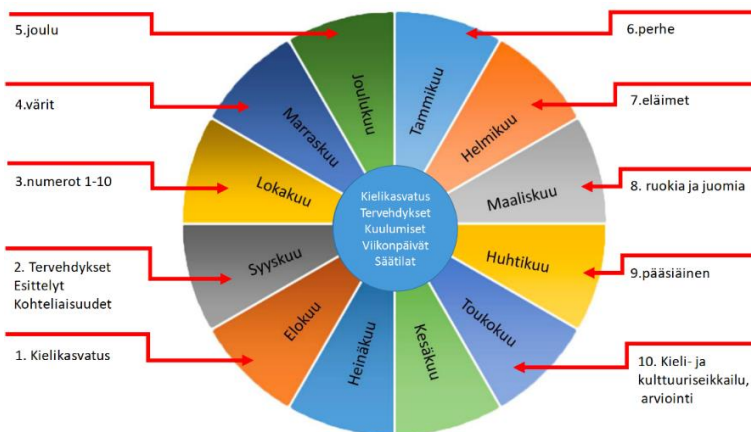 5.joulu
4.värit
3.numerot 1-10
2. Tervehdykset
Esittelyt
Kohteliaisuudet
1. Kielikasvatus
6.perhe
7.eläimet
8. ruokia ja juomia
9.pääsiäinen
10. Kieli- ja
kulttuuriseikkailu,
arviointi
Tammikuu
Helmikuu
Maaliskuu
Huhtikuu
Toukokuu
Kesäkuu
Heinäkuu
Elokuu
Syyskuu
Lokakuu
Marraskuu
Joulukuu
Kielikasvatus
Tervehdykset
Kuulumiset
Viikonpäivät
Säätilat